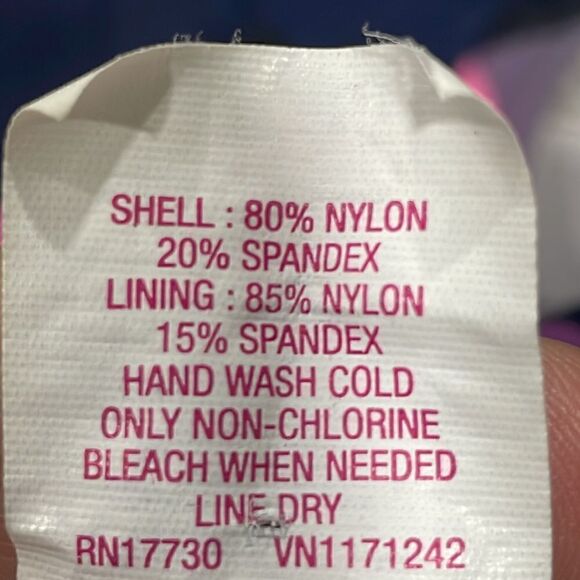 SHELL : 80% NYLON
20% SPANDEX
LINING : 85% NYLON
15% SPANDEX
HAND WASH COLD
ONLY NON-CHLORINE
BLEACH WHEN NEEDED
LINE DRY
RN17730 VN1171242